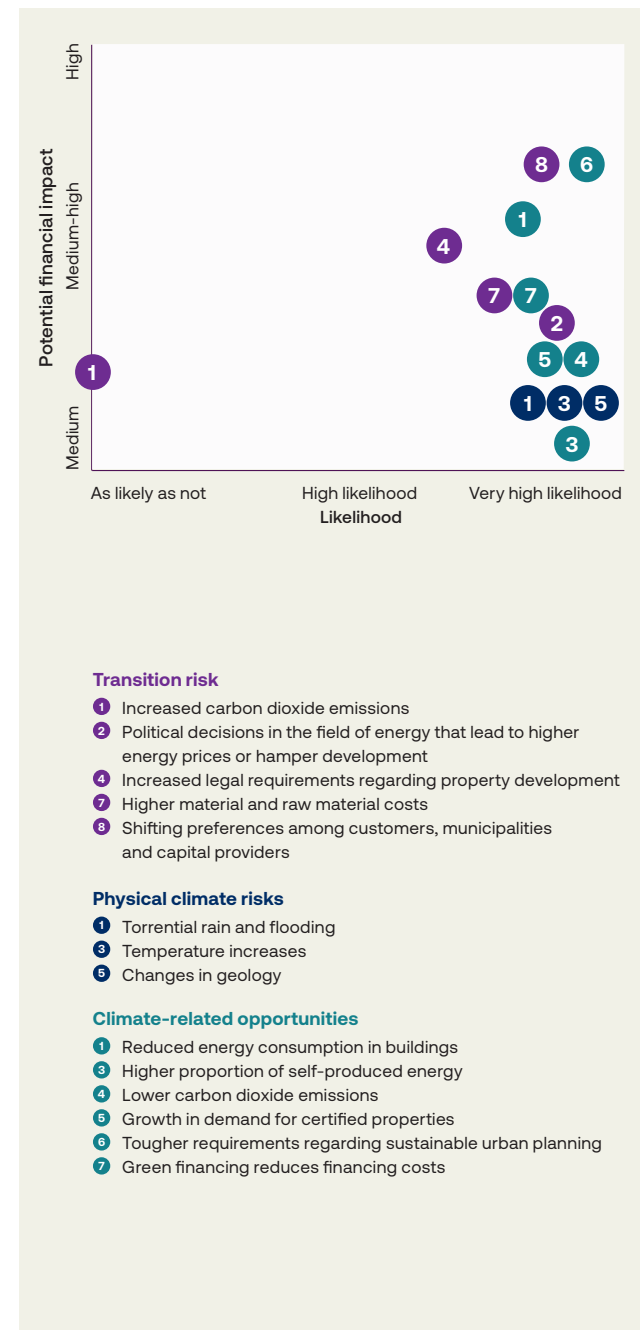 High
Medium-high
Medium
Potential financial impact
8 6
1
4
7 7
2
5 4
1
1 3 5
3
As likely as not High likelihood Very high likelihood
Likelihood
Transition risk
1 Increased carbon dioxide emissions
2 Political decisions in the field of energy that lead to higher
energy prices or hamper development
4 Increased legal requirements regarding property development
7 Higher material and raw material costs
8 Shifting preferences among customers, municipalities
and capital providers
Physical climate risks
1 Torrential rain and flooding
3 Temperature increases
5 Changes in geology
Climate-related opportunities
1 Reduced energy consumption in buildings
3 Higher proportion of self-produced energy
4 Lower carbon dioxide emissions
5 Growth in demand for certified properties
6 Tougher requirements regarding sustainable urban planning
7 Green financing reduces financing costs